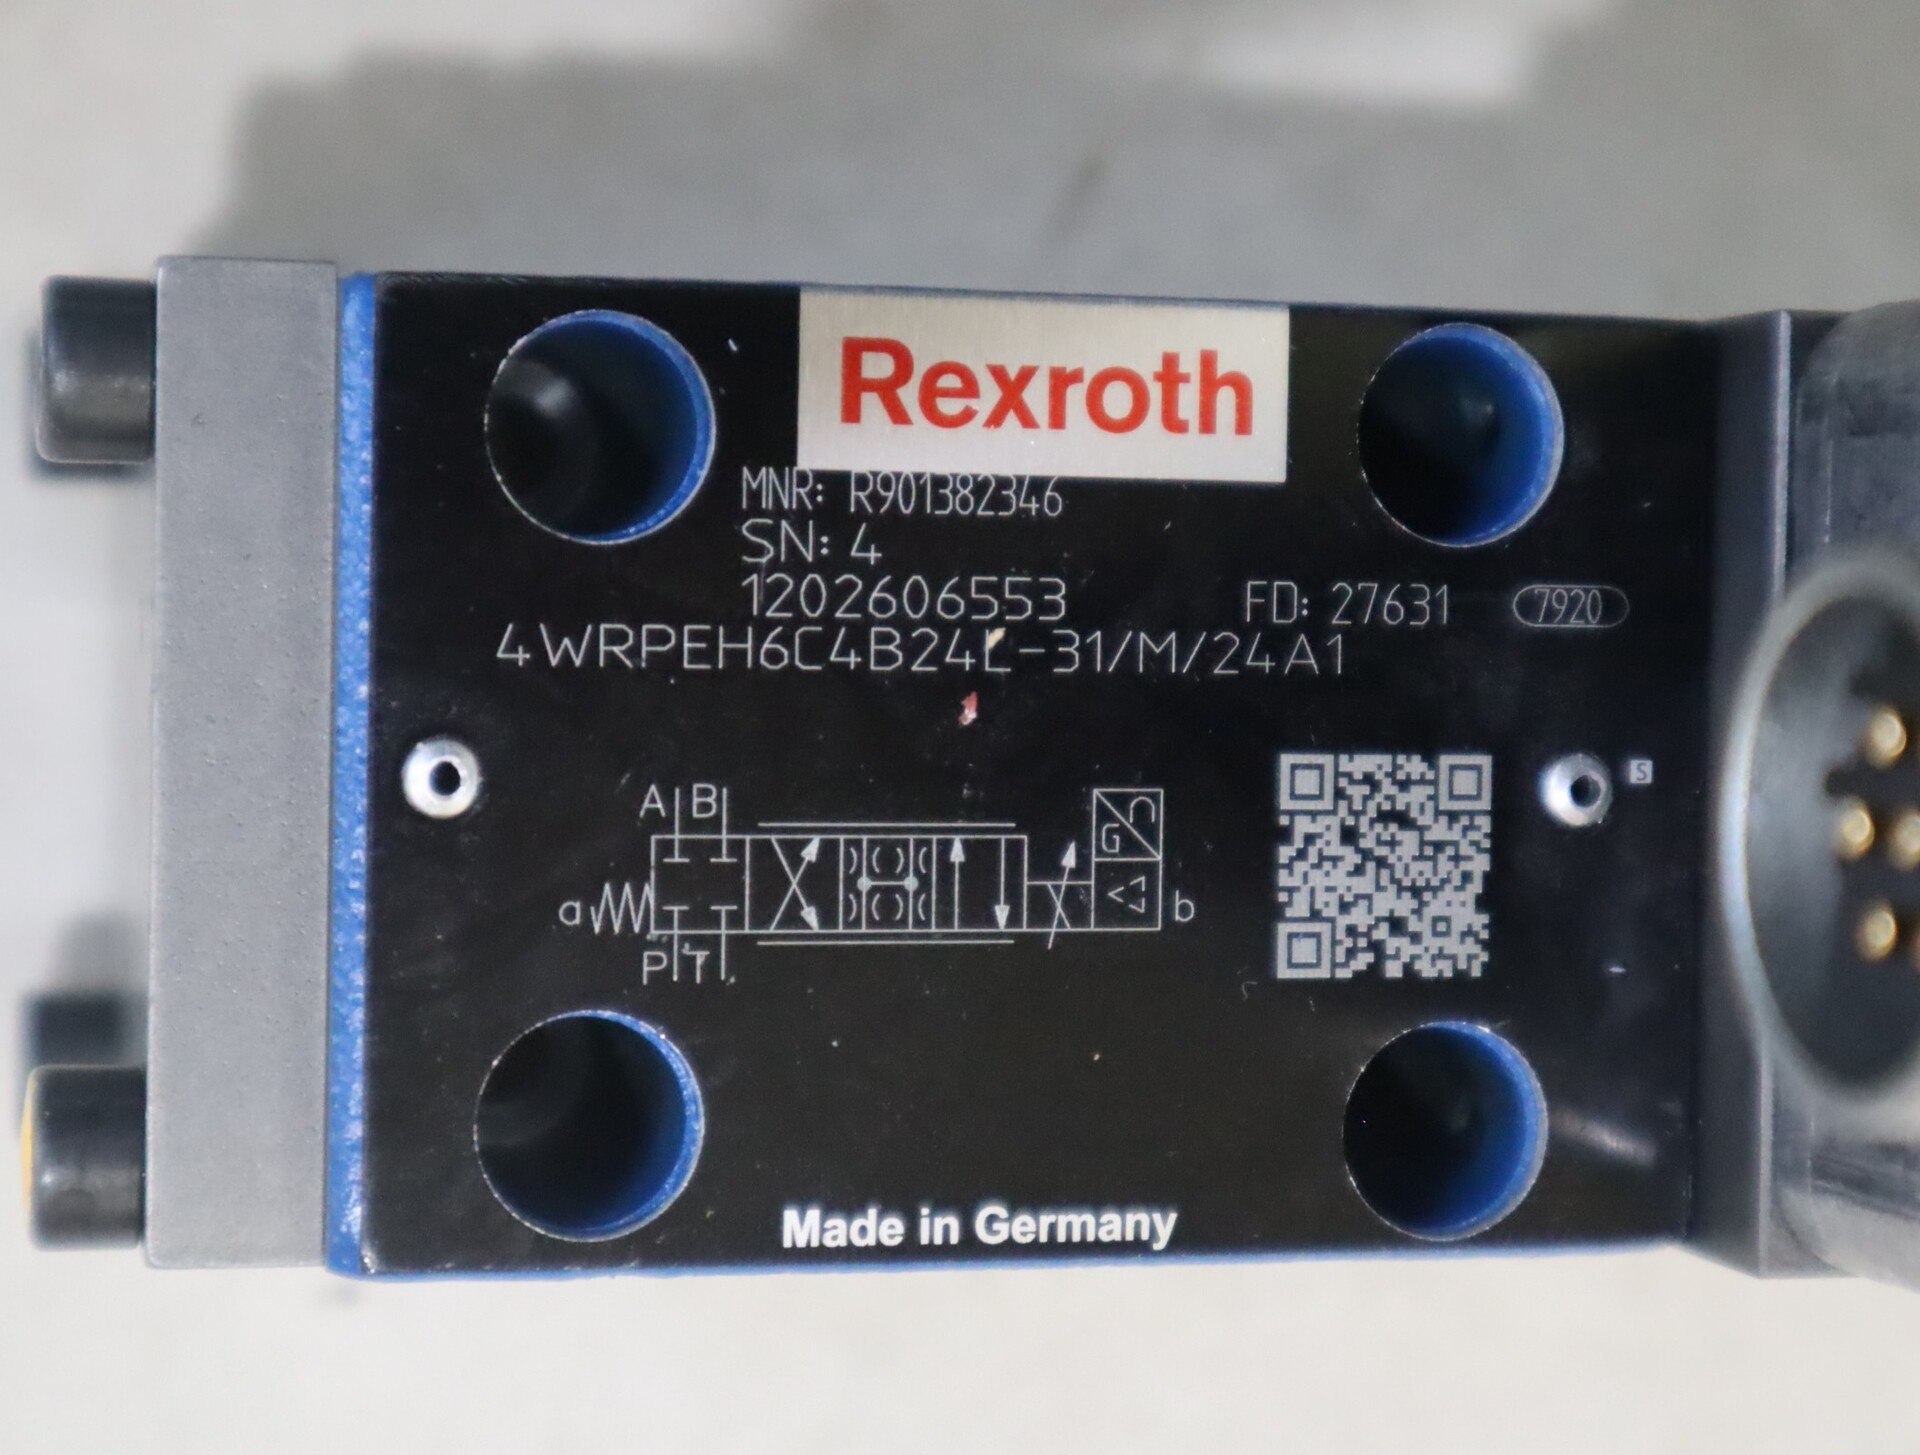 Rexroth
MNR: R901382346
SN: 4
1202606553 FD: 27631 7920
4WRPEH6C4B24L-31/M/24A1
S
A B
G
a b
P T
Made in Germany